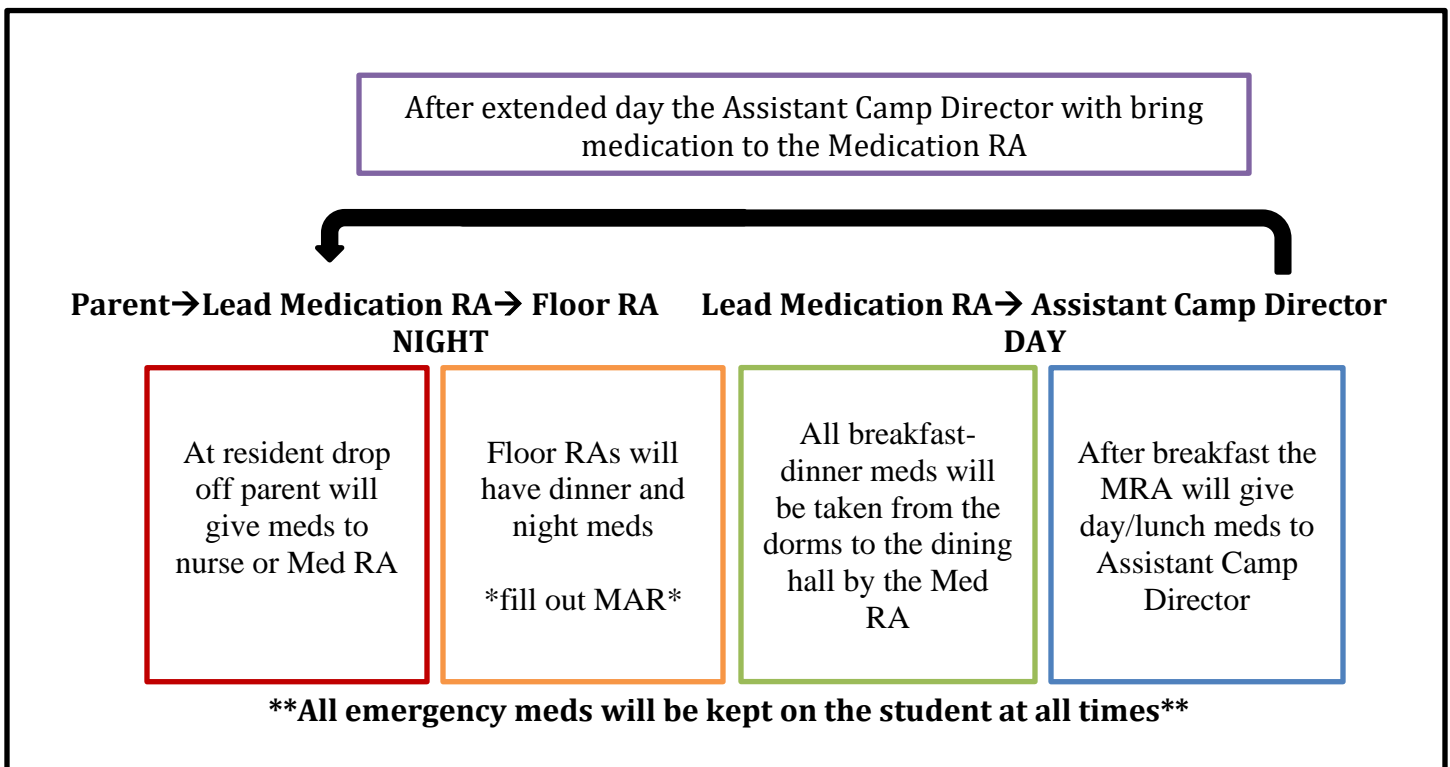 After extended day the Assistant Camp Director with bring
medication to the Medication RA
Parent→Lead Medication RA→ Floor RA
NIGHT
Lead Medication RA→ Assistant Camp Director
DAY
At resident drop
off parent will
give meds to
nurse or Med RA
Floor RAs will
have dinner and
night meds
*fill out MAR*
All breakfast-
dinner meds will
be taken from the
dorms to the dining
hall by the Med
RA
After breakfast the
MRA will give
day/lunch meds to
Assistant Camp
Director
**All emergency meds will be kept on the student at all times**